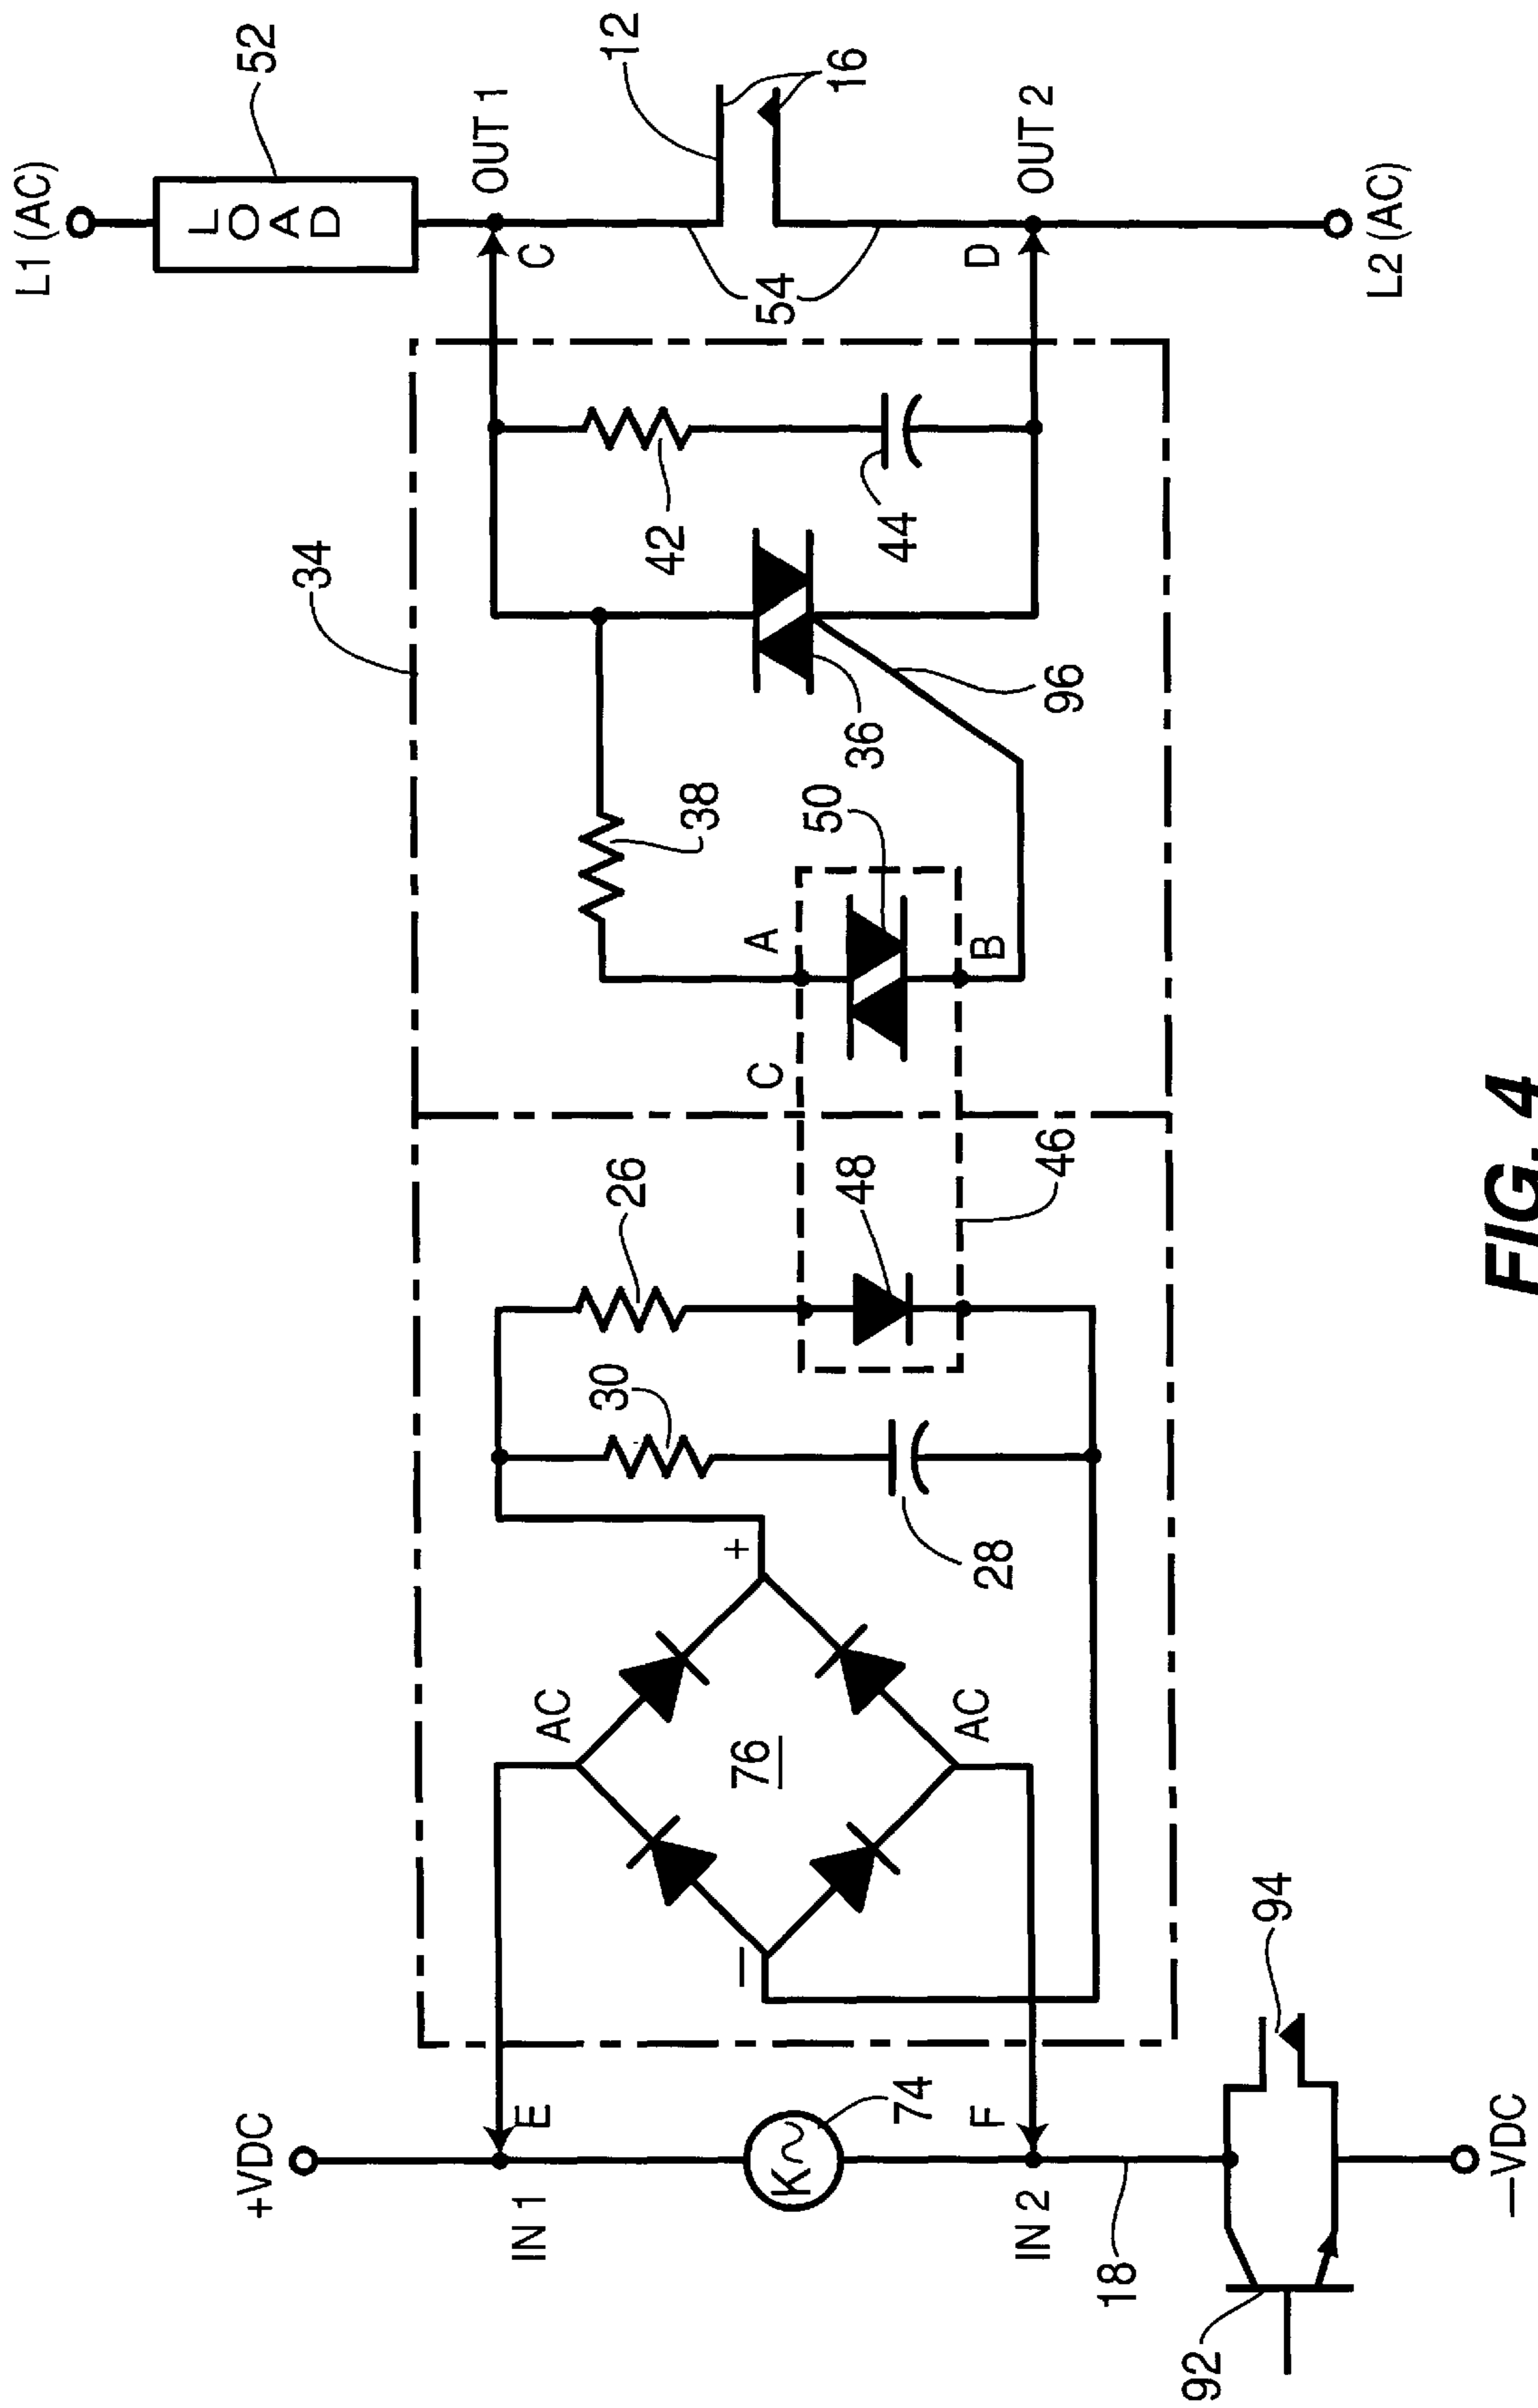 L1 (AC)
LOAD
52
OUT 1
C
12
16
54
D
OUT 2
L2 (AC)
34
42
44
36
96
38
50
A
B
C
46
48
26
30
28
+
AC
76
AC
—
+VDC
E
IN 1
K
74
F
IN 2
18
92
94
—VDC
FIG. 4